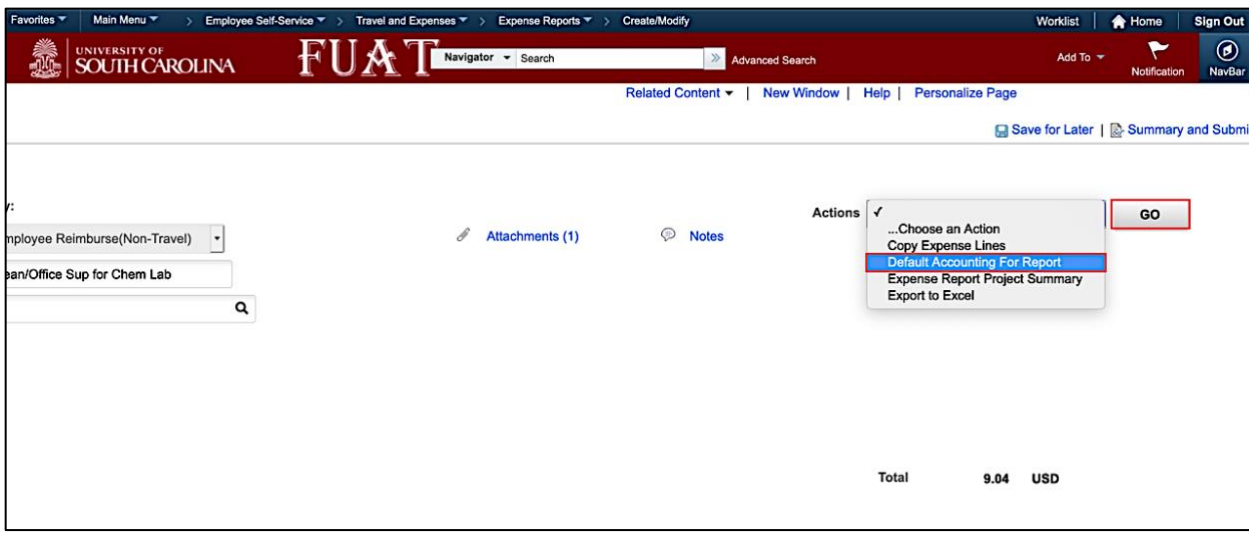 Favorites Main Menu > Employee Self-Service > Travel and Expenses > Expense Reports > Create/Modify Worklist Home Sign Out
UNIVERSITY OF
SOUTH CAROLINA
FUAT
Navigator Search » Advanced Search Add To Notification NavBar
Related Content | New Window | Help | Personalize Page
Save for Later | Summary and Submi
y:
Actions ✓
GO
...Choose an Action
mployee Reimburse(Non-Travel) Attachments (1) Notes
Copy Expense Lines
Default Accounting For Report
ean/Office Sup for Chem Lab
Expense Report Project Summary
Export to Excel
Total 9.04 USD